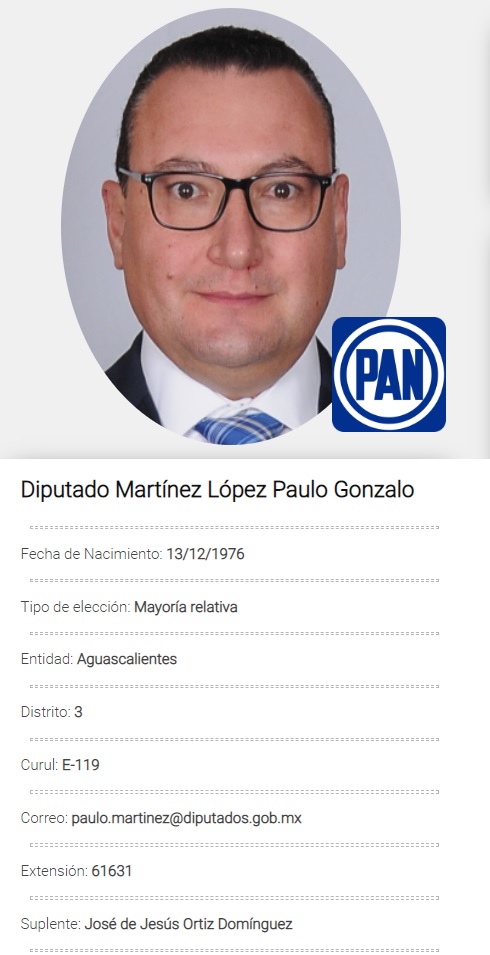 PAN
Diputado Martínez López Paulo Gonzalo
Fecha de Nacimiento: 13/12/1976
Tipo de elección: Mayoría relativa
Entidad: Aguascalientes
Distrito: 3
Curul: E-119
Correo: paulo.martinez@diputados.gob.mx
Extensión: 61631
Suplente: José de Jesús Ortiz Domínguez